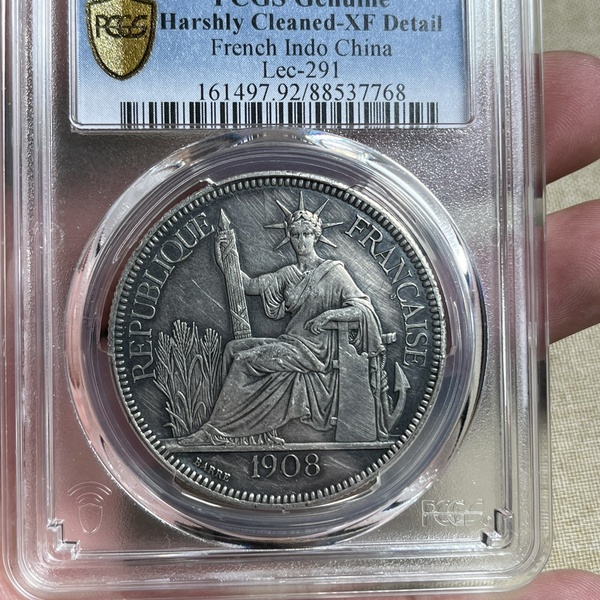 PCGS Genuine
PCGS
Harshly Cleaned-XF Detail
French Indo China
Lec-291
161497.92/88537768
REPUBLIQUE FRANÇAISE
BARRE
1908
PCGS